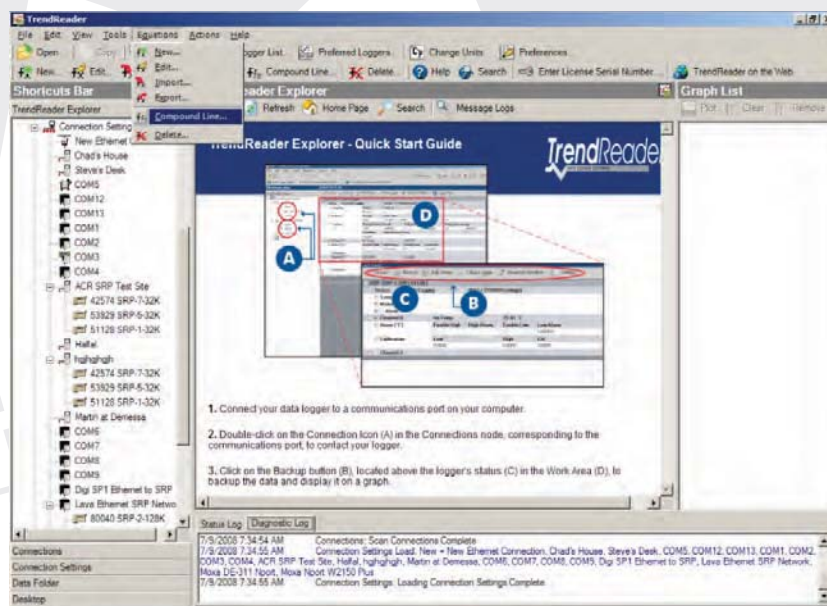 TrendReader
File Edit View Tools Equations Actions Help
Open Copy New... Logger List... Preferred Loggers... Change Units Preferences...
New... Edit... Edit... Compound Line... Delete... Help Search Enter License Serial Number... TrendReader on the Web
Import...
Export...
Compound Line...
Delete...
Shortcuts Bar Reader Explorer Graph List
TrendReader Explorer Refresh Home Page Search Message Logs Plot Clear Remove
Connection Setting
New Ethernet
Chad's House
Steve's Desk
COM5
COM12
COM13
COM1
COM2
COM3
COM4
ACR SRP Test Site
42574 SRP-7-32K
53929 SRP-5-32K
51128 SRP-1-32K
Halfal
hghghgjh
42574 SRP-7-32K
53929 SRP-5-32K
51128 SRP-1-32K
Martin at Demessa
COM6
COM7
COM8
COM9
Digi SP1 Ethernet to SRP
Lava Ethernet SRP Netwo
80040 SRP-2-128K
Connections
Connection Settings
Data Folder
Desktop
TrendReader Explorer - Quick Start Guide
TrendReader
A
B
C
D
1. Connect your data logger to a communications port on your computer.
2. Double-click on the Connection Icon (A) in the Connections node, corresponding to the
communications port, to contact your logger.
3. Click on the Backup button (B), located above the logger's status (C) in the Work Area (D), to
backup the data and display it on a graph.
Status Log Diagnostic Log
7/9/2008 7:34:54 AM Connections: Scan Connections Complete
7/9/2008 7:34:55 AM Connection Settings Load: New + New Ethernet Connection, Chad's House, Steve's Desk, COM5, COM12, COM13, COM1, COM2,
COM3, COM4, ACR SRP Test Site, Halfal, hghghgjh, Martin at Demessa, COM6, COM7, COM8, COM9, Digi SP1 Ethernet to SRP, Lava Ethernet SRP Network,
Moxa DE-311 Nport, Moxa Nport W2150 Plus
7/9/2008 7:34:55 AM Connection Settings: Loading Connection Settings Complete